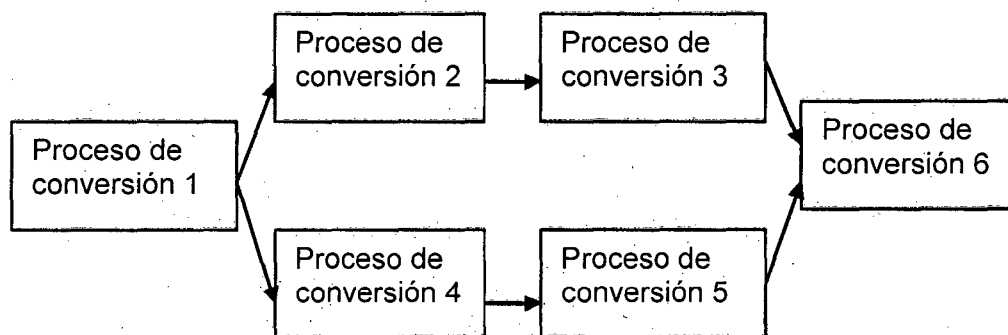 Proceso de
conversión 1
Proceso de
conversión 2
Proceso de
conversión 3
Proceso de
conversión 4
Proceso de
conversión 5
Proceso de
conversión 6